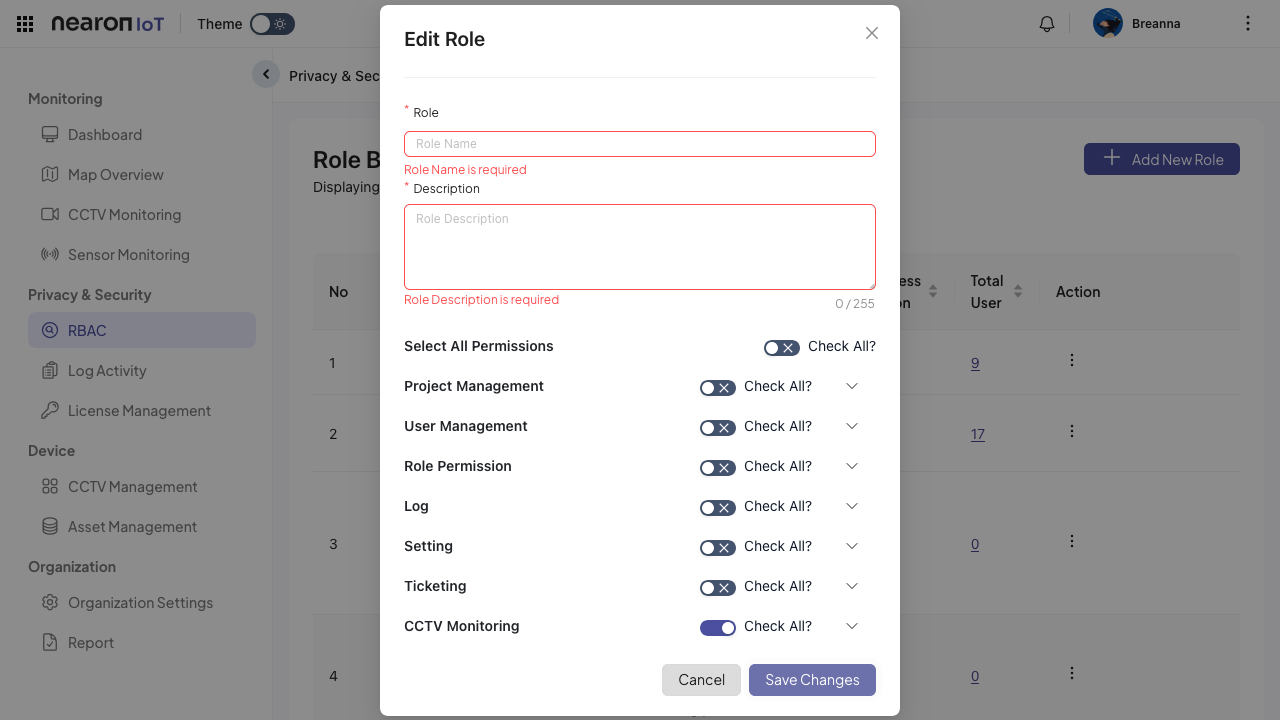 nearon IoT
Theme
Breanna
Monitoring
Dashboard
Map Overview
CCTV Monitoring
Sensor Monitoring
Privacy & Security
RBAC
Log Activity
License Management
Device
CCTV Management
Asset Management
Organization
Organization Settings
Report
Privacy & Sec
Role B
Displaying
Add New Role
No
ess
on
Total
User
Action
1
9
2
17
3
0
4
0
Edit Role
* Role
Role Name
Role Name is required
* Description
Role Description
Role Description is required
0 / 255
Select All Permissions
Check All?
Project Management
Check All?
User Management
Check All?
Role Permission
Check All?
Log
Check All?
Setting
Check All?
Ticketing
Check All?
CCTV Monitoring
Check All?
Cancel
Save Changes